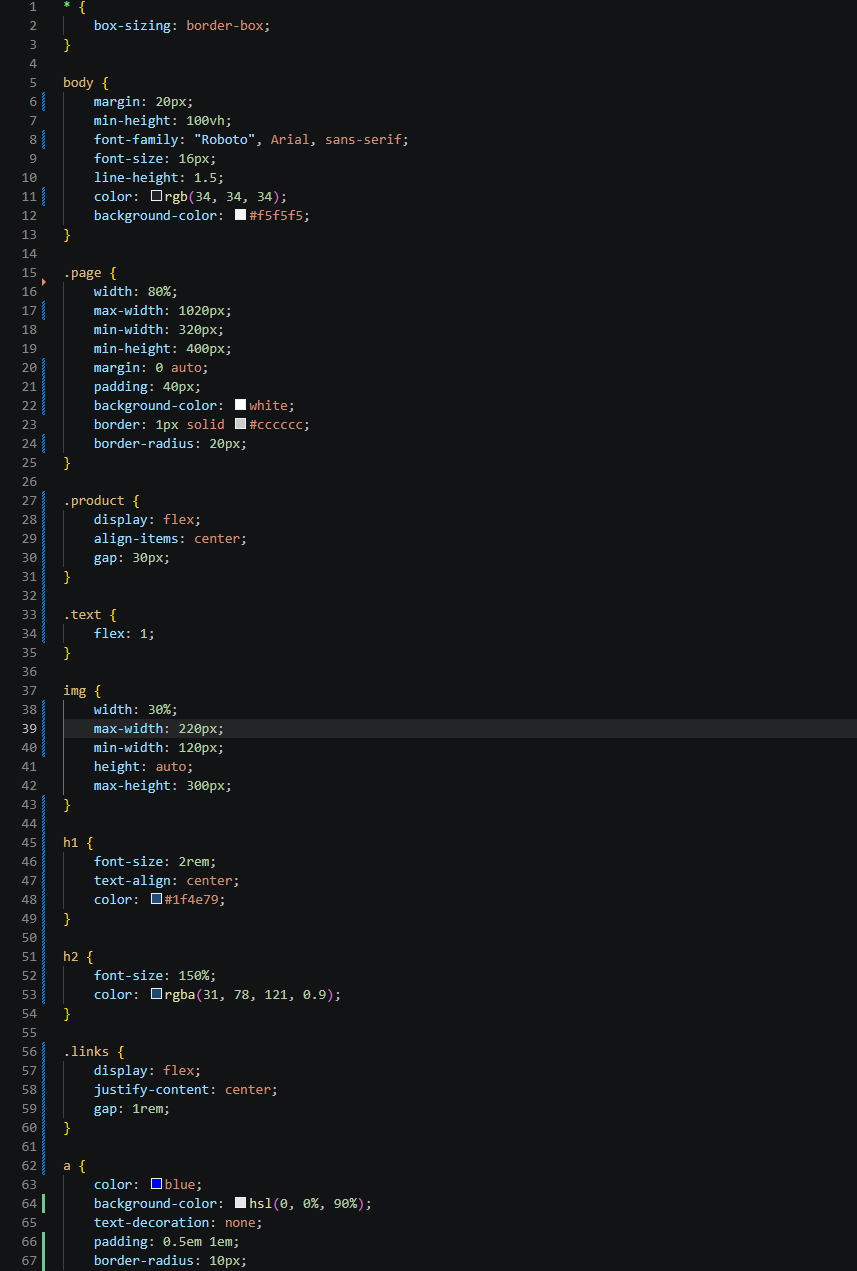 1 * {
2     box-sizing: border-box;
3 }
4
5 body {
6     margin: 20px;
7     min-height: 100vh;
8     font-family: "Roboto", Arial, sans-serif;
9     font-size: 16px;
10     line-height: 1.5;
11     color: rgb(34, 34, 34);
12     background-color: #f5f5f5;
13 }
14
15 .page {
16     width: 80%;
17     max-width: 1020px;
18     min-width: 320px;
19     min-height: 400px;
20     margin: 0 auto;
21     padding: 40px;
22     background-color: white;
23     border: 1px solid #cccccc;
24     border-radius: 20px;
25 }
26
27 .product {
28     display: flex;
29     align-items: center;
30     gap: 30px;
31 }
32
33 .text {
34     flex: 1;
35 }
36
37 img {
38     width: 30%;
39     max-width: 220px;
40     min-width: 120px;
41     height: auto;
42     max-height: 300px;
43 }
44
45 h1 {
46     font-size: 2rem;
47     text-align: center;
48     color: #1f4e79;
49 }
50
51 h2 {
52     font-size: 150%;
53     color: rgba(31, 78, 121, 0.9);
54 }
55
56 .links {
57     display: flex;
58     justify-content: center;
59     gap: 1rem;
60 }
61
62 a {
63     color: blue;
64     background-color: hsl(0, 0%, 90%);
65     text-decoration: none;
66     padding: 0.5em 1em;
67     border-radius: 10px;